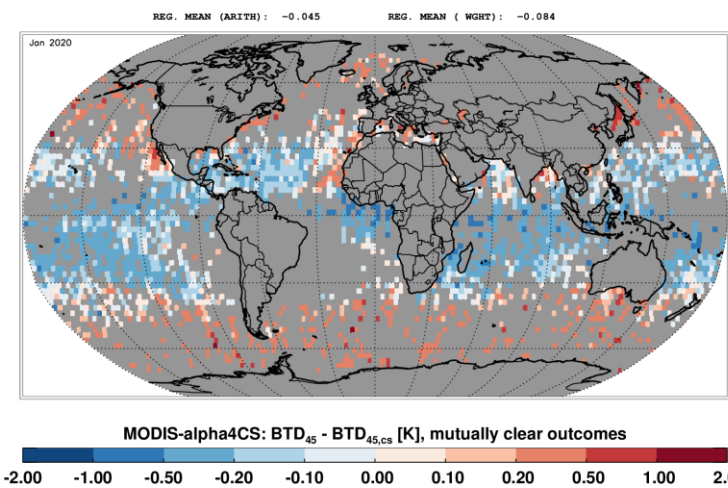 REG. MEAN (ARITH): -0.045 REG. MEAN ( WGHT): -0.084
Jan 2020
MODIS-alpha4CS: BTD45 - BTD45,cs [K], mutually clear outcomes
-2.00 -1.00 -0.50 -0.20 -0.10 0.00 0.10 0.20 0.50 1.00 2.0